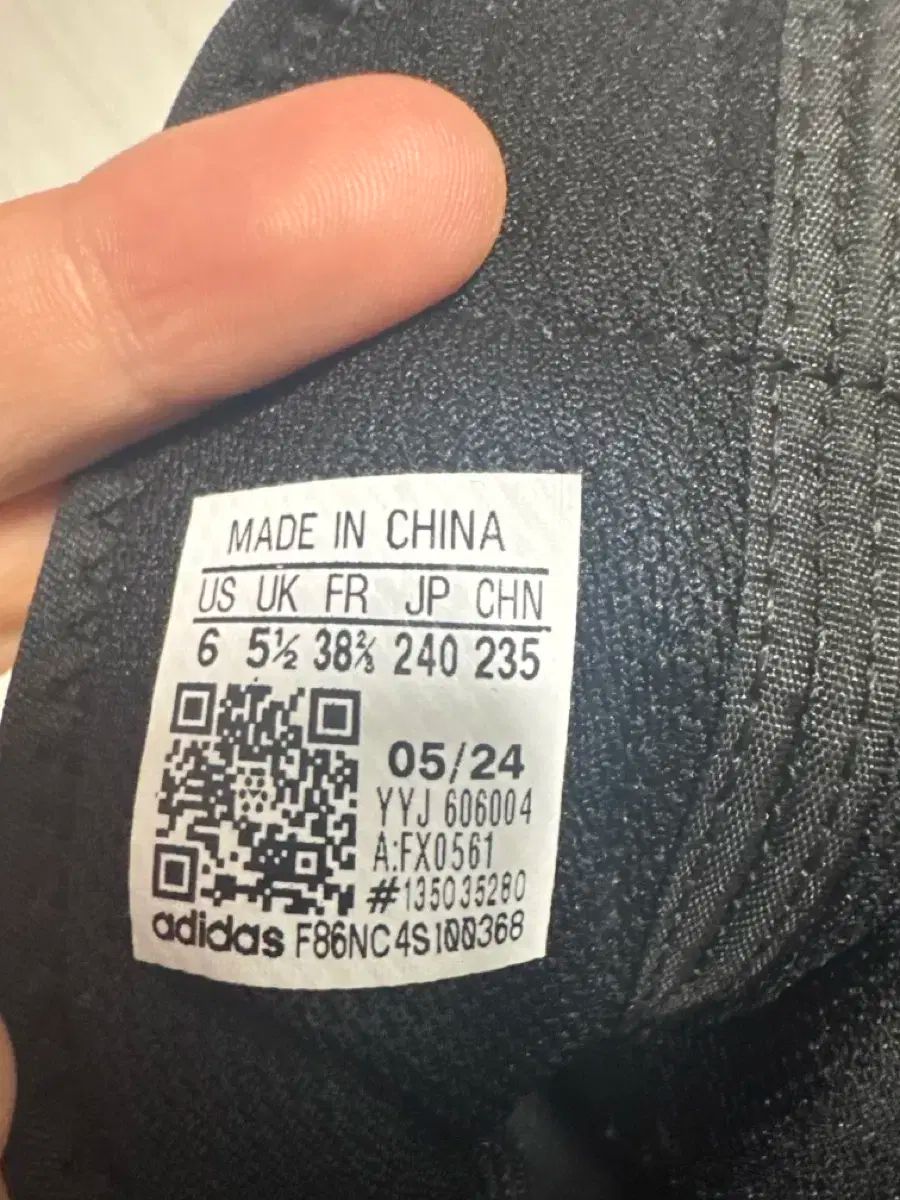 MADE IN CHINA
US UK FR JP CHN
6 5½ 38⅔ 240 235
05/24
YYJ 606004
A:FX0561
#135035280
adidas F86NC4S100368